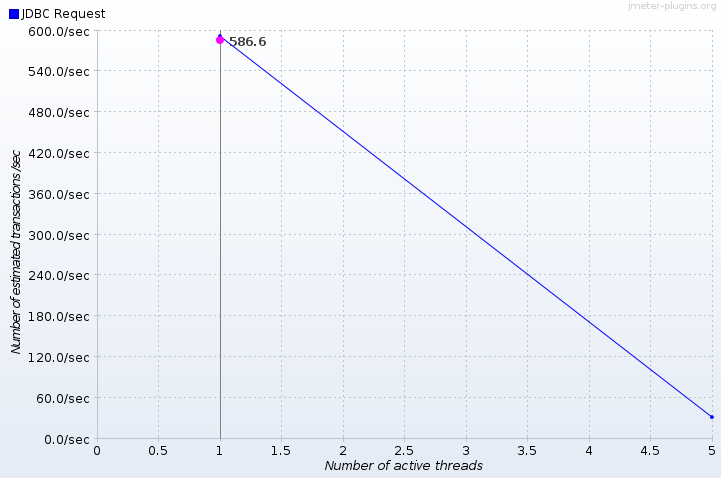 JDBC Request
jmeter-plugins.org
600.0/sec
586.6
540.0/sec
480.0/sec
420.0/sec
360.0/sec
300.0/sec
240.0/sec
180.0/sec
120.0/sec
60.0/sec
0.0/sec
Number of estimated transactions /sec
0 0.5 1 1.5 2 2.5 3 3.5 4 4.5 5
Number of active threads